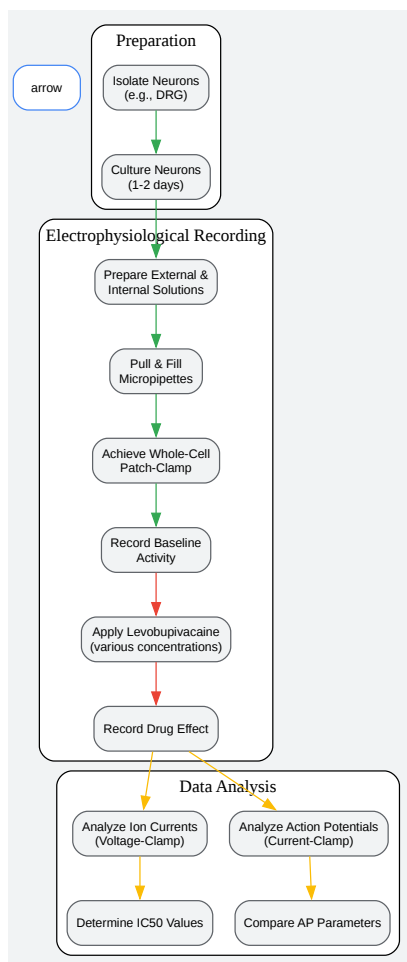 Preparation
arrow
Isolate Neurons
(e.g., DRG)
Culture Neurons
(1-2 days)
Electrophysiological Recording
Prepare External &
Internal Solutions
Pull & Fill
Micropipettes
Achieve Whole-Cell
Patch-Clamp
Record Baseline
Activity
Apply Levobupivacaine
(various concentrations)
Record Drug Effect
Data Analysis
Analyze Ion Currents
(Voltage-Clamp)
Analyze Action Potentials
(Current-Clamp)
Determine IC50 Values
Compare AP Parameters